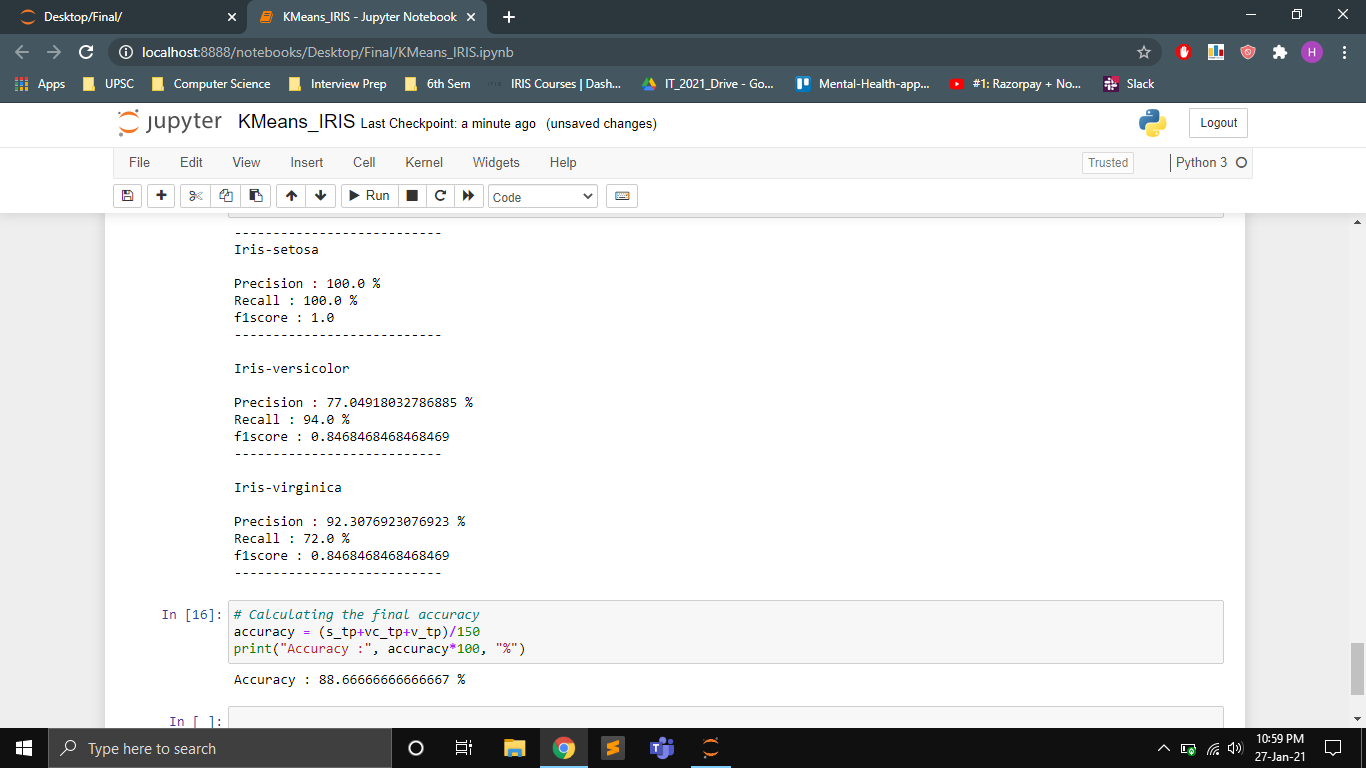 Desktop/Final/
KMeans_IRIS - Jupyter Notebook
localhost:8888/notebooks/Desktop/Final/KMeans_IRIS.ipynb
H
Apps UPSC Computer Science Interview Prep 6th Sem IRIS Courses | Dash... IT_2021_Drive - Go... Mental-Health-app... #1: Razorpay + No... Slack
jupyter KMeans_IRIS Last Checkpoint: a minute ago (unsaved changes) Logout
File Edit View Insert Cell Kernel Widgets Help Trusted Python 3
Run Code
---------------------------
Iris-setosa
Precision : 100.0 %
Recall : 100.0 %
f1score : 1.0
---------------------------
Iris-versicolor
Precision : 77.04918032786885 %
Recall : 94.0 %
f1score : 0.8468468468468469
---------------------------
Iris-virginica
Precision : 92.3076923076923 %
Recall : 72.0 %
f1score : 0.8468468468468469
---------------------------
In [16]: # Calculating the final accuracy
accuracy = (s_tp+vc_tp+v_tp)/150
print("Accuracy :", accuracy*100, "%")
Accuracy : 88.66666666666667 %
In [ ]:
Type here to search
10:59 PM
27-Jan-21